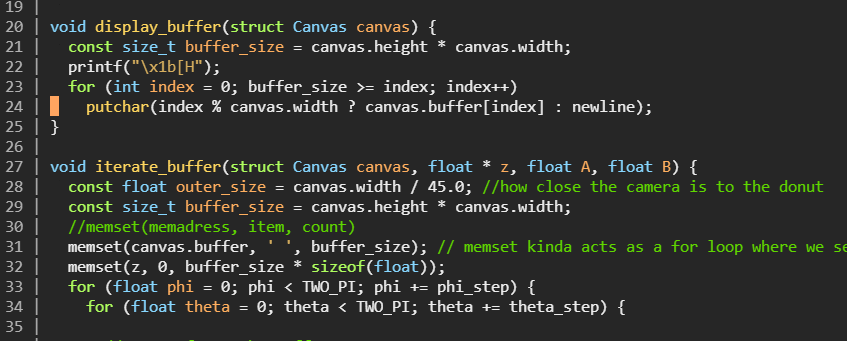 19 |
20 | void display_buffer(struct Canvas canvas) {
21 |   const size_t buffer_size = canvas.height * canvas.width;
22 |   printf("\x1b[H");
23 |   for (int index = 0; buffer_size >= index; index++)
24 |     putchar(index % canvas.width ? canvas.buffer[index] : newline);
25 | }
26 |
27 | void iterate_buffer(struct Canvas canvas, float * z, float A, float B) {
28 |   const float outer_size = canvas.width / 45.0; //how close the camera is to the donut
29 |   const size_t buffer_size = canvas.height * canvas.width;
30 |   //memset(memadress, item, count)
31 |   memset(canvas.buffer, ' ', buffer_size); // memset kinda acts as a for loop where we se
32 |   memset(z, 0, buffer_size * sizeof(float));
33 |   for (float phi = 0; phi < TWO_PI; phi += phi_step) {
34 |     for (float theta = 0; theta < TWO_PI; theta += theta_step) {
35 |